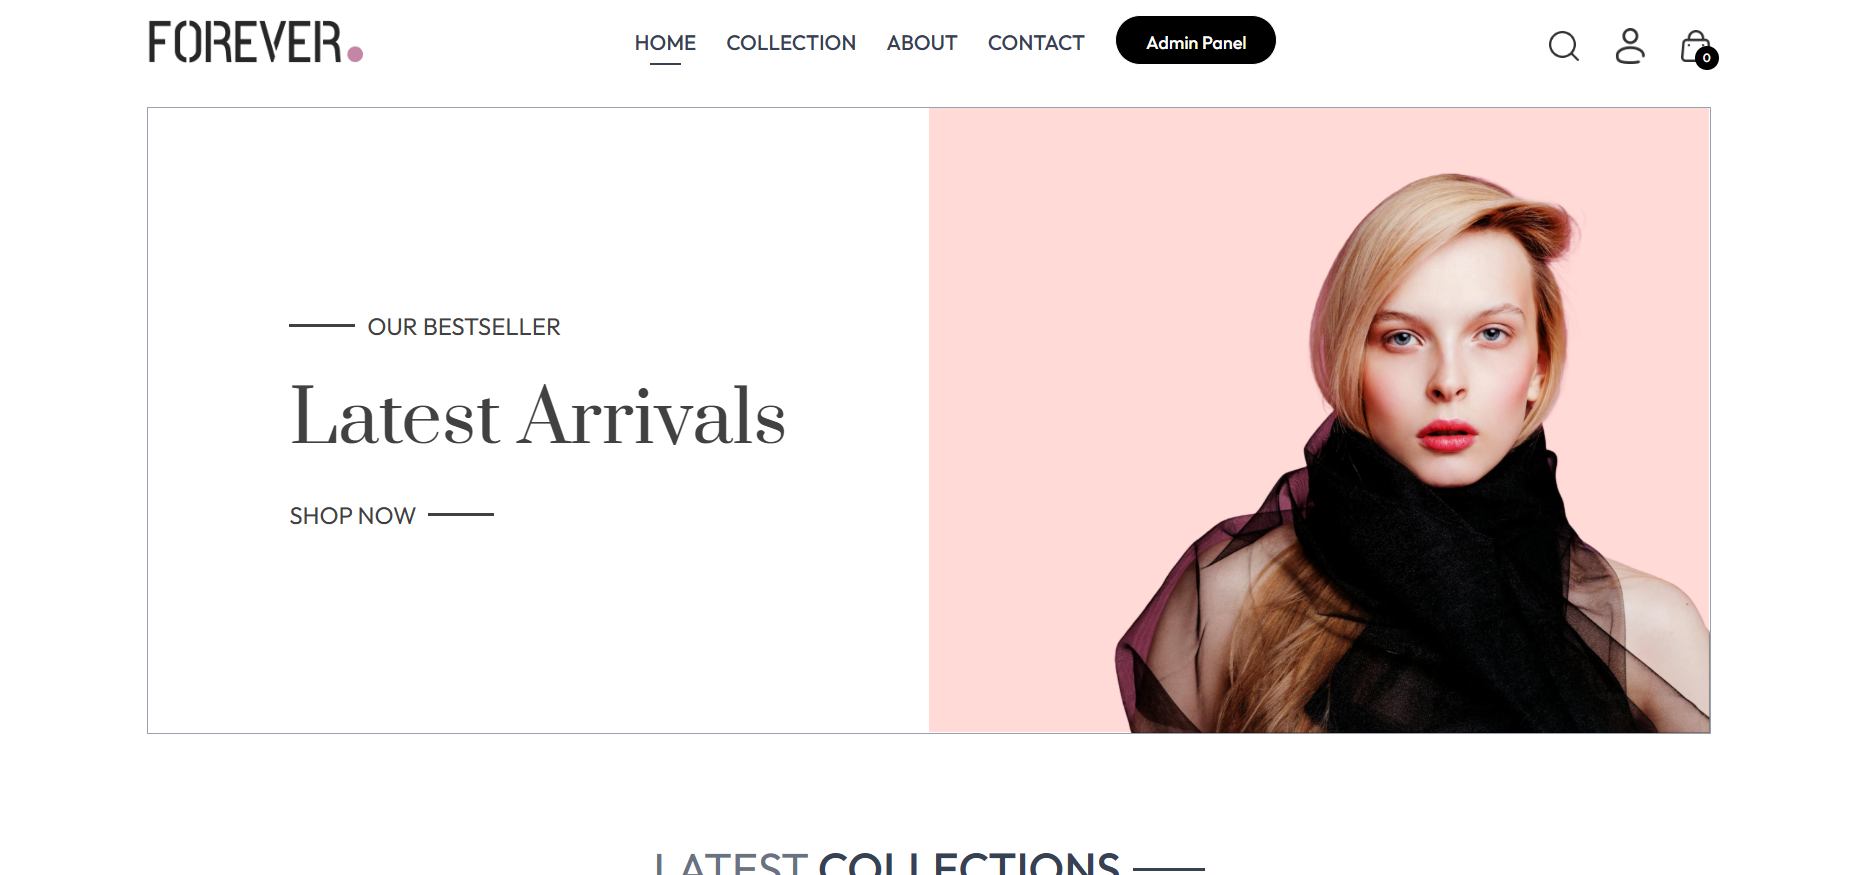 FOREVER.
HOME COLLECTION ABOUT CONTACT Admin Panel
0
OUR BESTSELLER
Latest Arrivals
SHOP NOW
LATEST COLLECTIONS